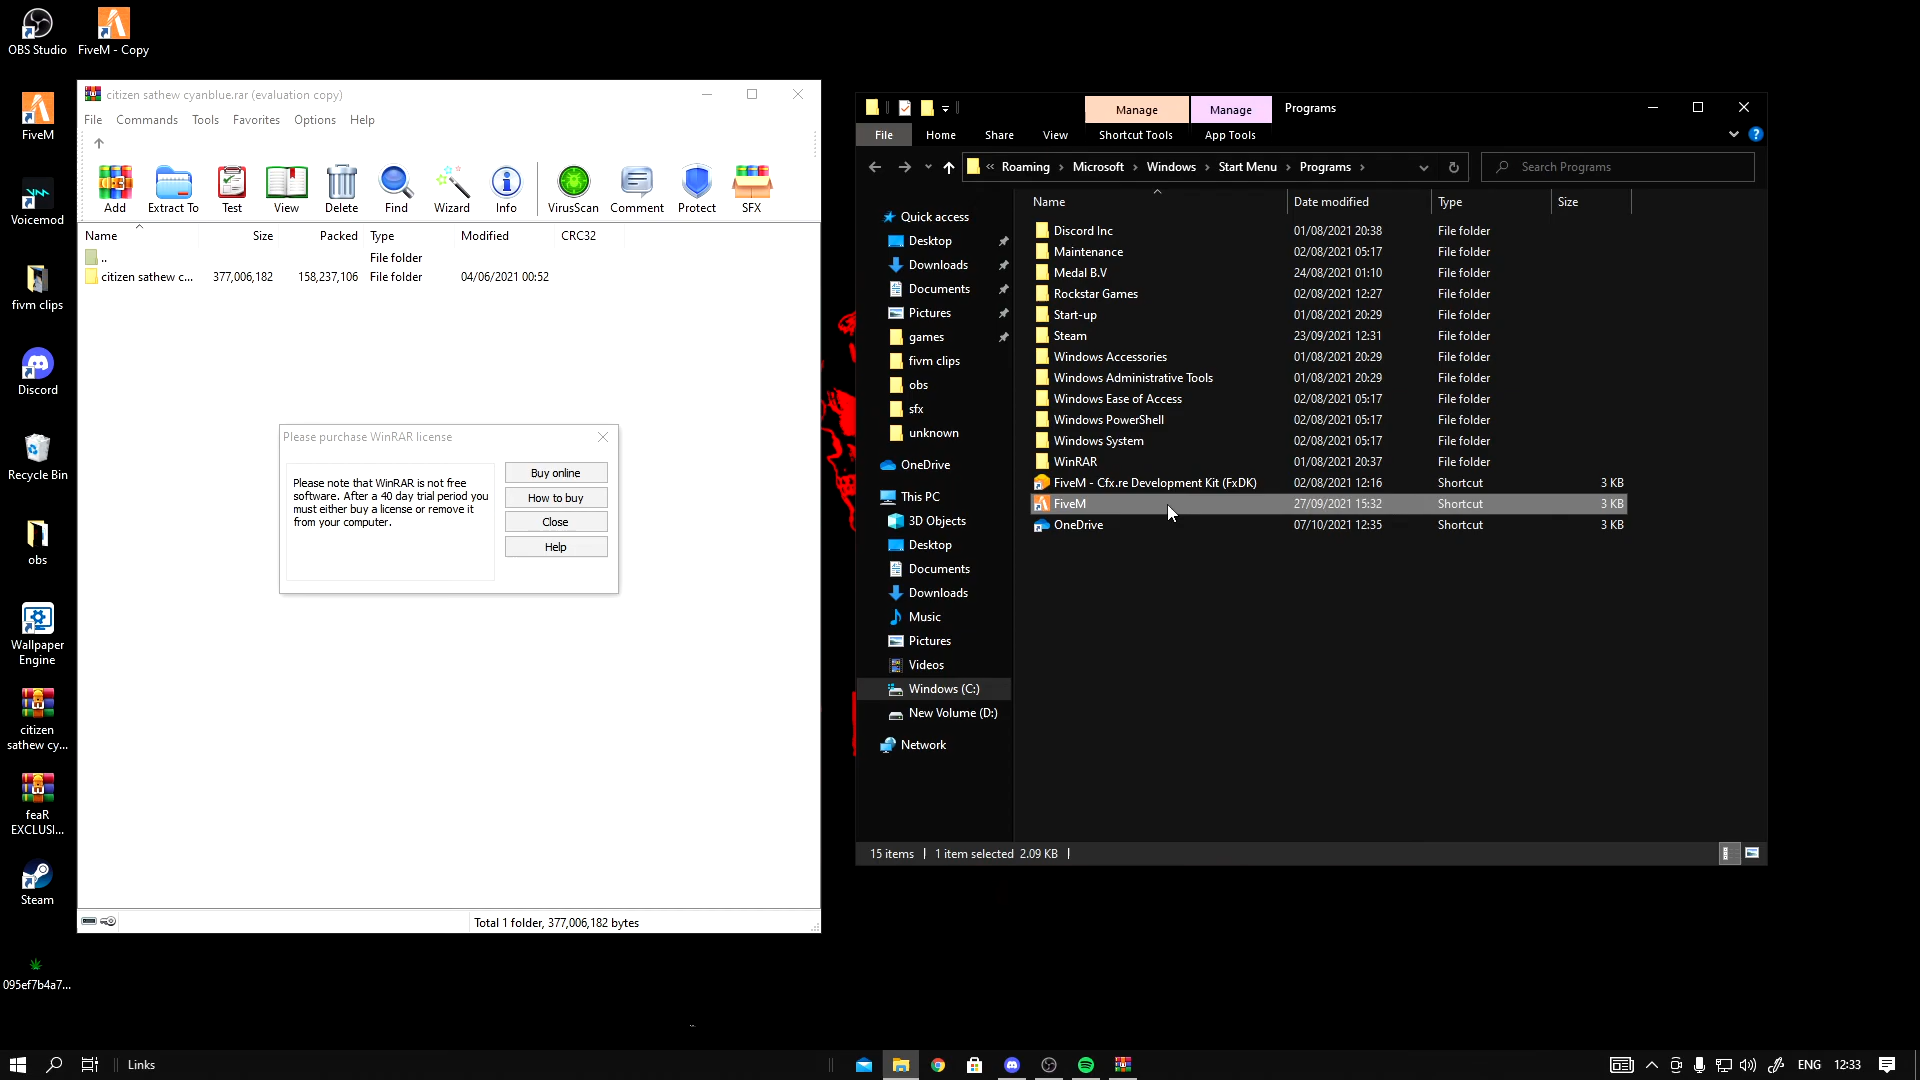 OBS Studio
FiveM - Copy
FiveM
Voicemod
fivm clips
Discord
Recycle Bin
obs
Wallpaper
Engine
citizen
sathew cy...
feaR
EXCLUSI...
Steam
095ef7b4a7...
citizen sathew cyanblue.rar (evaluation copy)
File Commands Tools Favorites Options Help
Add Extract To Test View Delete Find Wizard Info VirusScan Comment Protect SFX
Name Size Packed Type Modified CRC32
.. File folder
citizen sathew c... 377,006,182 158,237,106 File folder 04/06/2021 00:52
Please purchase WinRAR license
Please note that WinRAR is not free
software. After a 40 day trial period you
must either buy a license or remove it
from your computer.
Buy online
How to buy
Close
Help
Total 1 folder, 377,006,182 bytes
Manage Manage Programs
File Home Share View Shortcut Tools App Tools
« Roaming › Microsoft › Windows › Start Menu › Programs ›
Search Programs
Quick access
Desktop
Downloads
Documents
Pictures
games
fivm clips
obs
sfx
unknown
OneDrive
This PC
3D Objects
Desktop
Documents
Downloads
Music
Pictures
Videos
Windows (C:)
New Volume (D:)
Network
Name Date modified Type Size
Discord Inc 01/08/2021 20:38 File folder
Maintenance 02/08/2021 05:17 File folder
Medal B.V 24/08/2021 01:10 File folder
Rockstar Games 02/08/2021 12:27 File folder
Start-up 01/08/2021 20:29 File folder
Steam 23/09/2021 12:31 File folder
Windows Accessories 01/08/2021 20:29 File folder
Windows Administrative Tools 01/08/2021 20:29 File folder
Windows Ease of Access 02/08/2021 05:17 File folder
Windows PowerShell 02/08/2021 05:17 File folder
Windows System 02/08/2021 05:17 File folder
WinRAR 01/08/2021 20:37 File folder
FiveM - Cfx.re Development Kit (FxDK) 02/08/2021 12:16 Shortcut 3 KB
FiveM 27/09/2021 15:32 Shortcut 3 KB
OneDrive 07/10/2021 12:35 Shortcut 3 KB
15 items 1 item selected 2.09 KB
Links
ENG 12:33